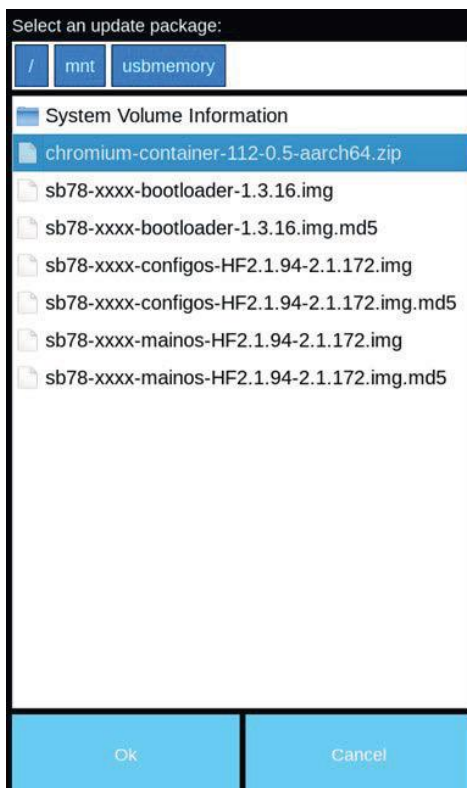 Select an update package:
/ mnt usbmemory
System Volume Information
chromium-container-112-0.5-aarch64.zip
sb78-xxxx-bootloader-1.3.16.img
sb78-xxxx-bootloader-1.3.16.img.md5
sb78-xxxx-configos-HF2.1.94-2.1.172.img
sb78-xxxx-configos-HF2.1.94-2.1.172.img.md5
sb78-xxxx-mainos-HF2.1.94-2.1.172.img
sb78-xxxx-mainos-HF2.1.94-2.1.172.img.md5
Ok Cancel